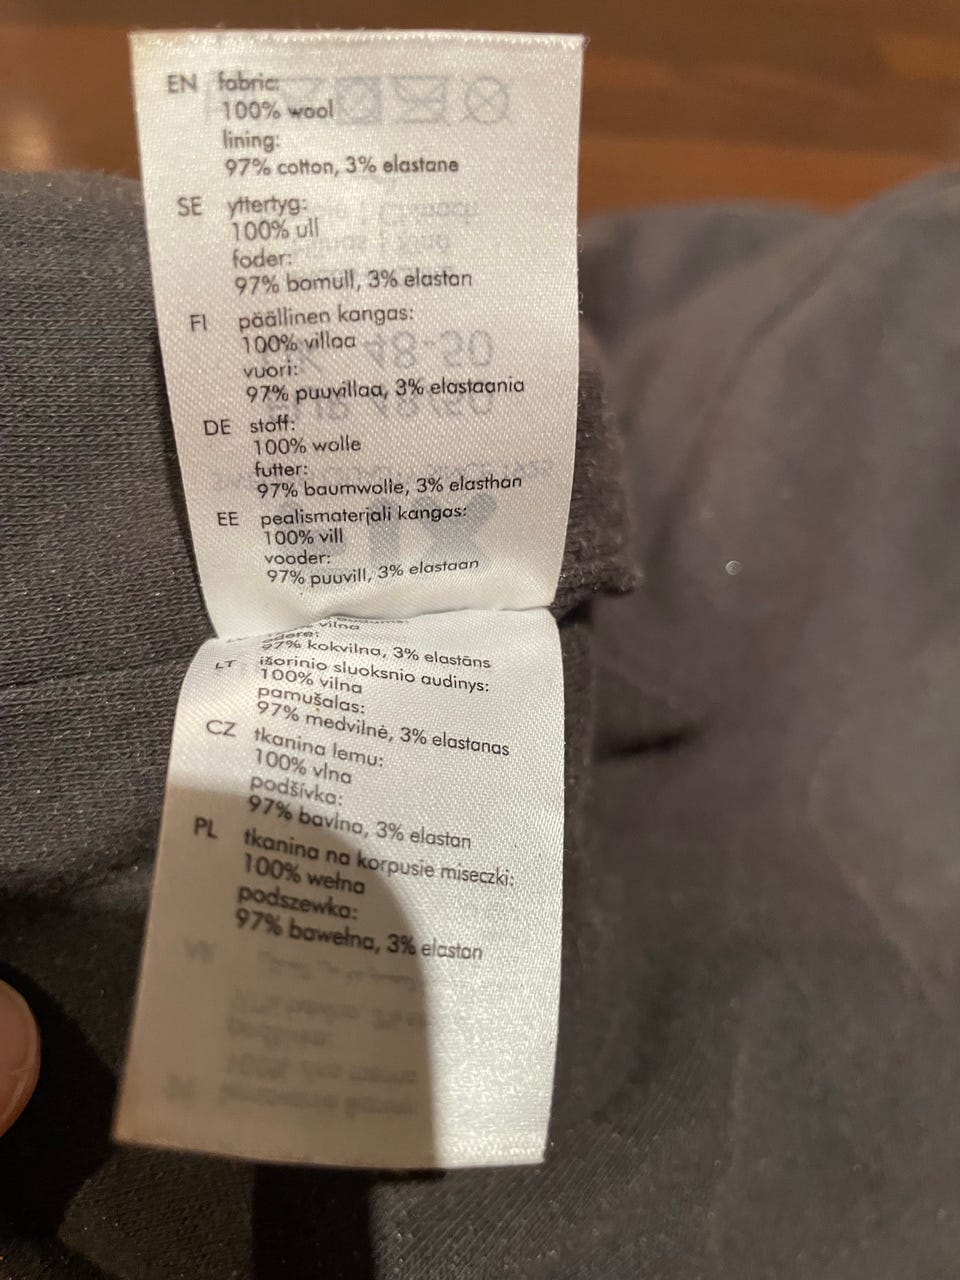 EN fabric:
100% wool
lining:
97% cotton, 3% elastane
SE yttertyg:
100% ull
foder:
97% bomull, 3% elastan
FI päällinen kangas:
100% villaa
vuori:
97% puuvillaa, 3% elastaania
DE stoff:
100% wolle
futter:
97% baumwolle, 3% elasthan
EE pealismaterjali kangas:
100% vill
vooder:
97% puuvill, 3% elastaan
vilna
97% kokvilna, 3% elastāns
LT išorinio sluoksnio audinys:
100% vilna
pamušalas:
97% medvilnė, 3% elastanas
CZ tkanina lemu:
100% vlna
podšívka:
97% bavlna, 3% elastan
PL tkanina na korpusie miseczki:
100% wełna
podszewka:
97% bawełna, 3% elastan
48-50